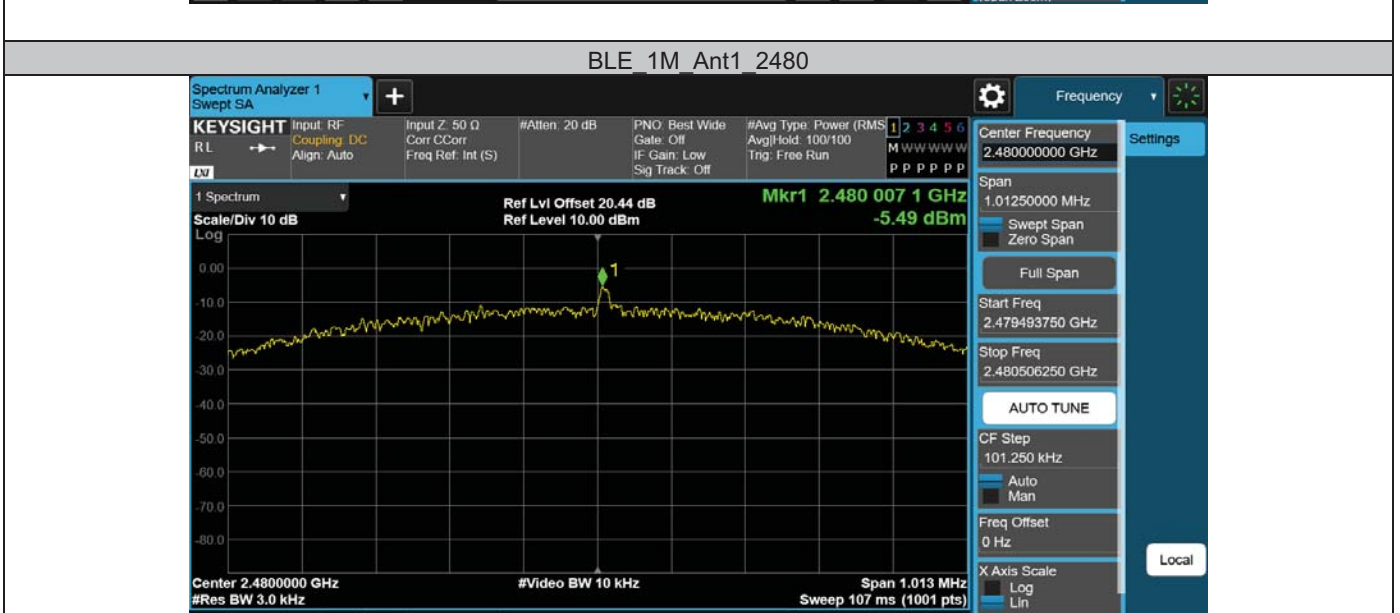 BLE_1M_Ant1_2480
Spectrum Analyzer 1
Swept SA
+
Frequency
KEYSIGHT
RL
LXI
Input: RF
Coupling: DC
Align: Auto
Input Z: 50 Ω
Corr CCorr
Freq Ref: Int (S)
#Atten: 20 dB
PNO: Best Wide
Gate: Off
IF Gain: Low
Sig Track: Off
#Avg Type: Power (RMS
Avg|Hold: 100/100
Trig: Free Run
1 2 3 4 5 6
M W W W W W
P P P P P P
Center Frequency
2.480000000 GHz
Settings
Span
1.01250000 MHz
Swept Span
Zero Span
Full Span
Start Freq
2.479493750 GHz
Stop Freq
2.480506250 GHz
AUTO TUNE
CF Step
101.250 kHz
Auto
Man
Freq Offset
0 Hz
X Axis Scale
Log
Lin
Local
1 Spectrum
Scale/Div 10 dB
Log
Ref Lvl Offset 20.44 dB
Ref Level 10.00 dBm
Mkr1 2.480 007 1 GHz
-5.49 dBm
1
0.00
-10.0
-20.0
-30.0
-40.0
-50.0
-60.0
-70.0
-80.0
Center 2.4800000 GHz
#Res BW 3.0 kHz
#Video BW 10 kHz
Span 1.013 MHz
Sweep 107 ms (1001 pts)